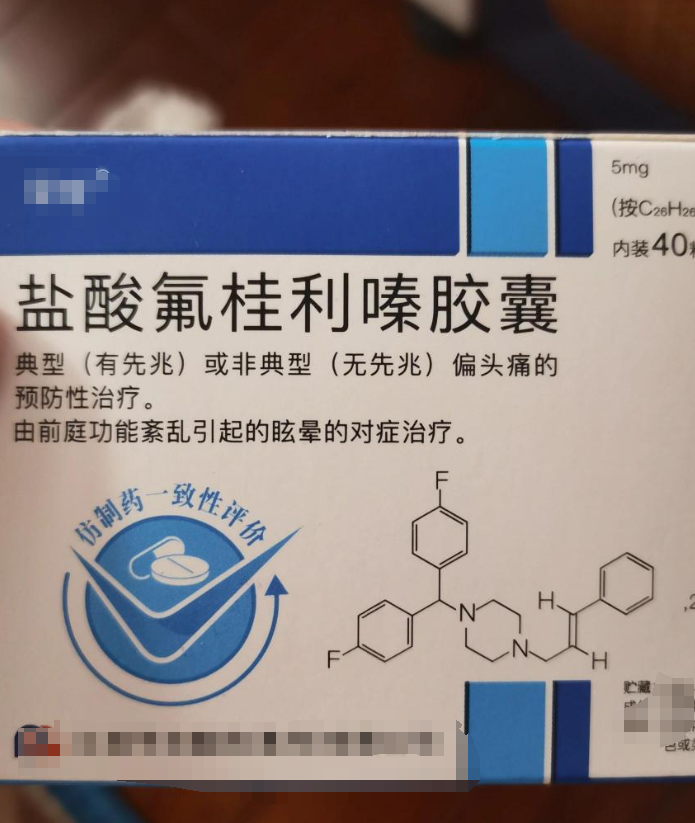 5mg
(按C₂₆H₂₆
内装40粒
盐酸氟桂利嗪胶囊
典型（有先兆）或非典型（无先兆）偏头痛的
预防性治疗。
由前庭功能紊乱引起的眩晕的对症治疗。
仿制药一致性评价
F
F
N
N
H
H
贮藏